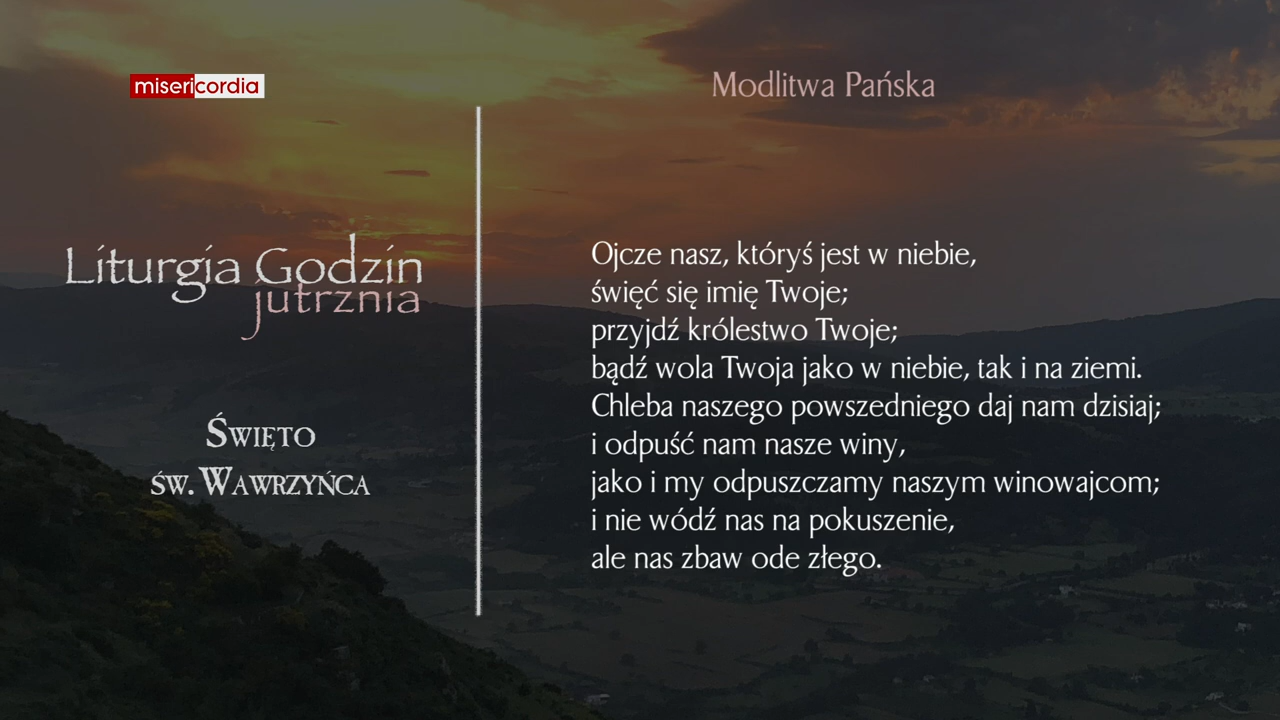 misericordia
Liturgia Godzin
jutrznia
Święto
św. Wawrzyńca
Modlitwa Pańska
Ojcze nasz, któryś jest w niebie,
święć się imię Twoje;
przyjdź królestwo Twoje;
bądź wola Twoja jako w niebie, tak i na ziemi.
Chleba naszego powszedniego daj nam dzisiaj;
i odpuść nam nasze winy,
jako i my odpuszczamy naszym winowajcom;
i nie wódź nas na pokuszenie,
ale nas zbaw ode złego.